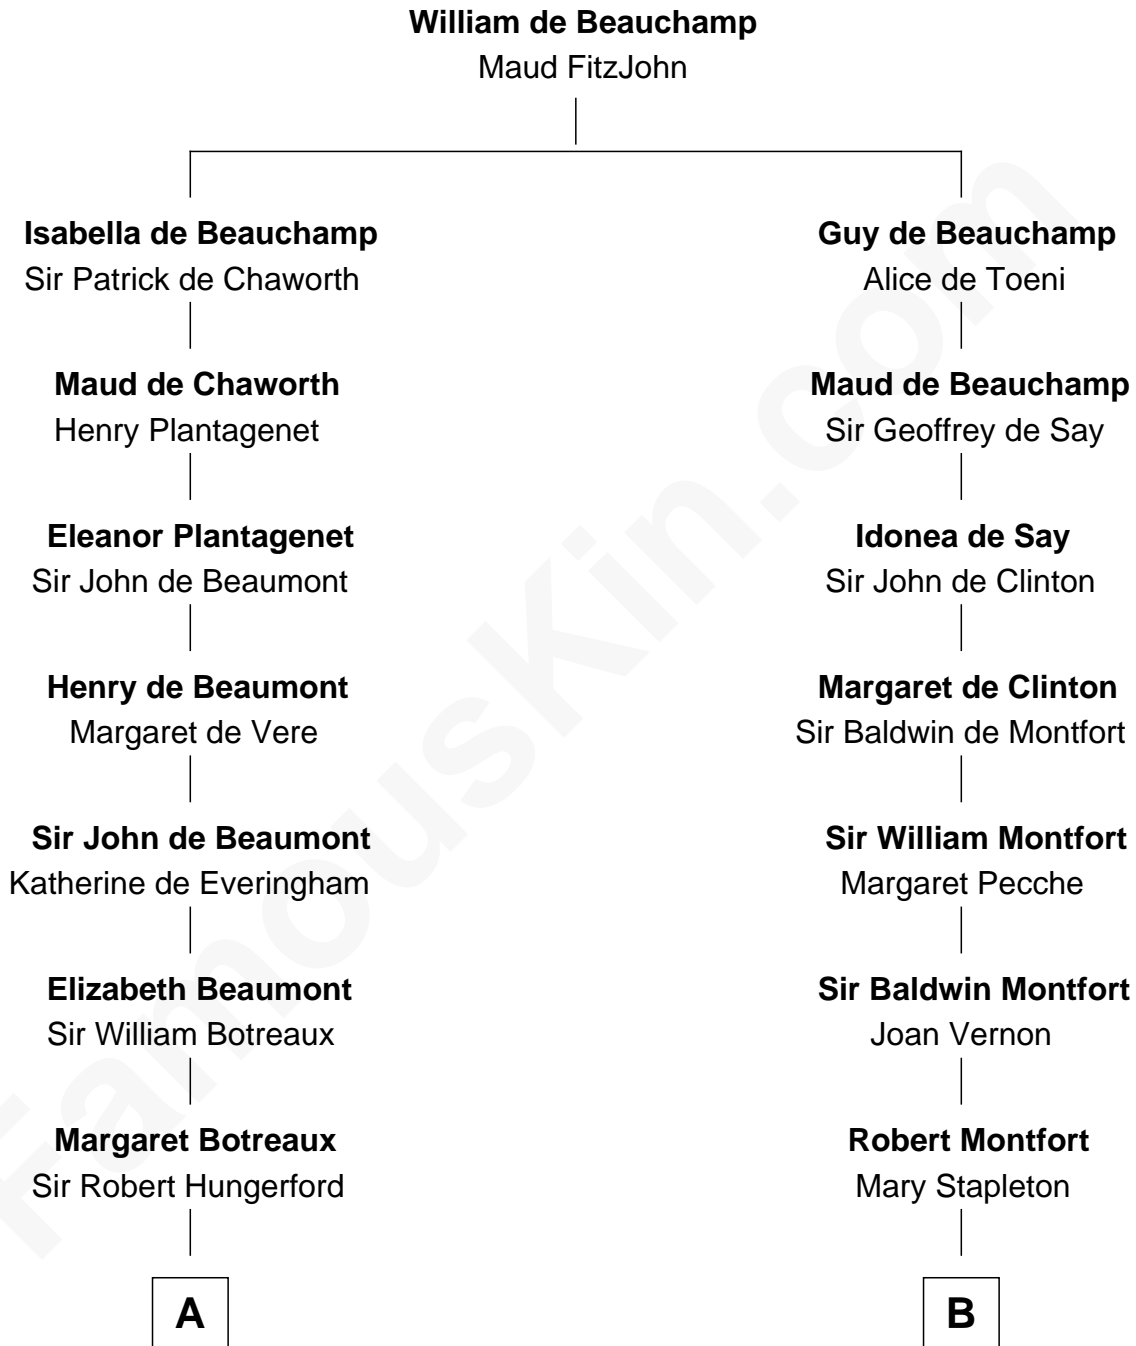 William de Beauchamp
Maud FitzJohn
Isabella de Beauchamp
Sir Patrick de Chaworth
Guy de Beauchamp
Alice de Toeni
Maud de Chaworth
Henry Plantagenet
Maud de Beauchamp
Sir Geoffrey de Say
Eleanor Plantagenet
Sir John de Beaumont
Idonea de Say
Sir John de Clinton
Henry de Beaumont
Margaret de Vere
Margaret de Clinton
Sir Baldwin de Montfort
Sir John de Beaumont
Katherine de Everingham
Sir William Montfort
Margaret Pecche
Elizabeth Beaumont
Sir William Botreaux
Sir Baldwin Montfort
Joan Vernon
Margaret Botreaux
Sir Robert Hungerford
Robert Montfort
Mary Stapleton
A
B
FamousKin.com